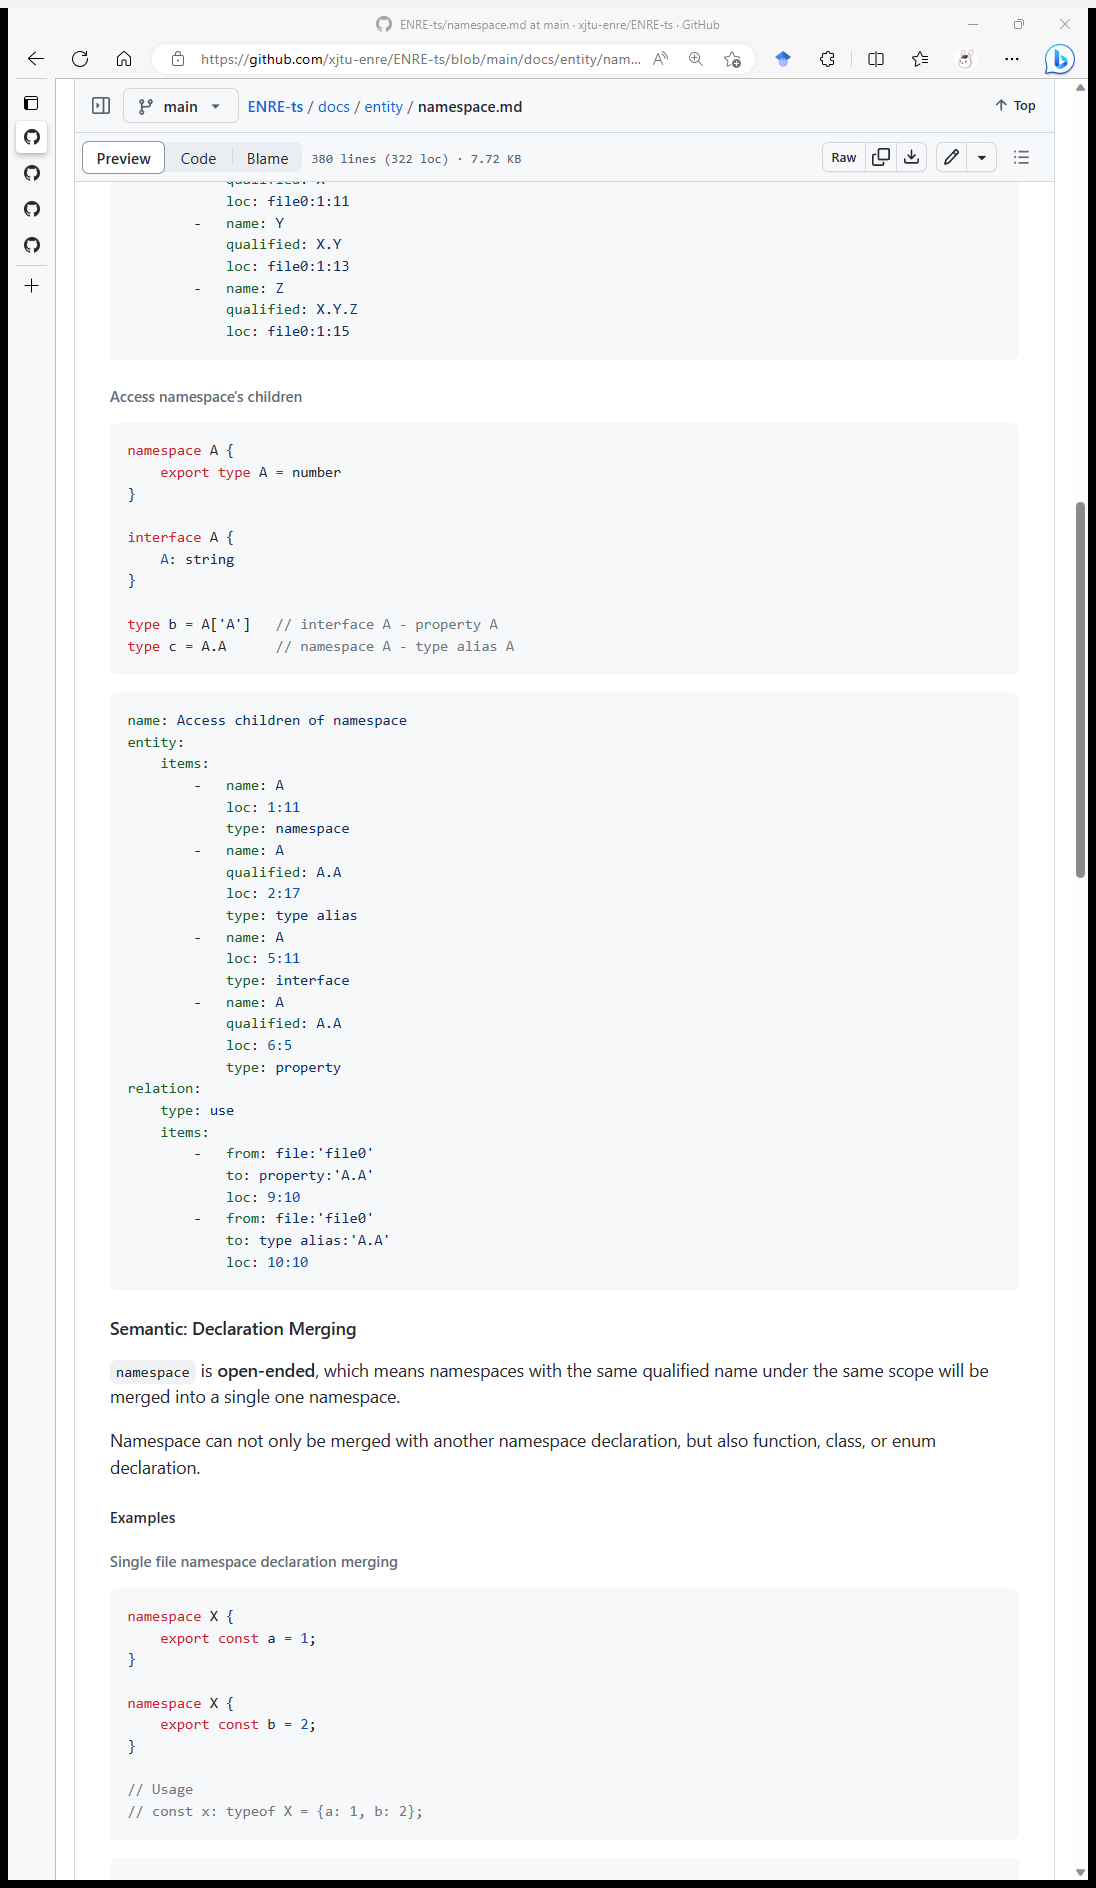 ENRE-ts/namespace.md at main · xjtu-enre/ENRE-ts · GitHub
https://github.com/xjtu-enre/ENRE-ts/blob/main/docs/entity/nam...
main
ENRE-ts / docs / entity / namespace.md
Top
Preview
Code
Blame
380 lines (322 loc) · 7.72 KB
Raw
qualified: X
loc: file0:1:11
- name: Y
qualified: X.Y
loc: file0:1:13
- name: Z
qualified: X.Y.Z
loc: file0:1:15
Access namespace's children
namespace A {
export type A = number
}
interface A {
A: string
}
type b = A['A'] // interface A - property A
type c = A.A // namespace A - type alias A
name: Access children of namespace
entity:
items:
- name: A
loc: 1:11
type: namespace
- name: A
qualified: A.A
loc: 2:17
type: type alias
- name: A
loc: 5:11
type: interface
- name: A
qualified: A.A
loc: 6:5
type: property
relation:
type: use
items:
- from: file:'file0'
to: property:'A.A'
loc: 9:10
- from: file:'file0'
to: type alias:'A.A'
loc: 10:10
Semantic: Declaration Merging
namespace is open-ended, which means namespaces with the same qualified name under the same scope will be
merged into a single one namespace.
Namespace can not only be merged with another namespace declaration, but also function, class, or enum
declaration.
Examples
Single file namespace declaration merging
namespace X {
export const a = 1;
}
namespace X {
export const b = 2;
}
// Usage
// const x: typeof X = {a: 1, b: 2};